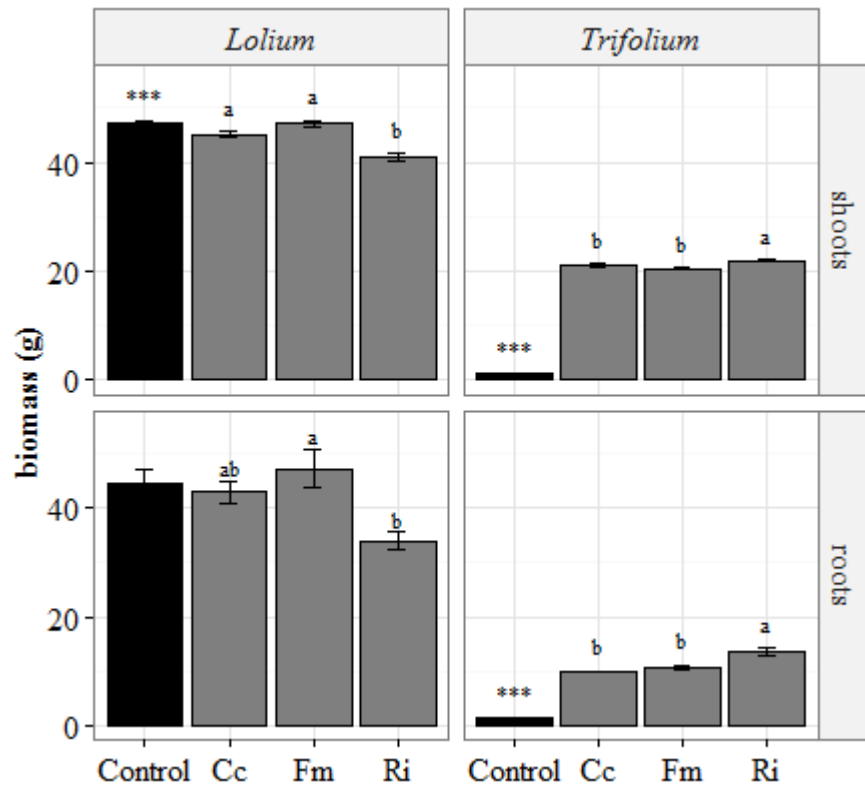 Lolium Trifolium
*** a a b
b b a
***
40
20
0
shoots
biomass (g)
ab a b
b b a
***
40
20
0
roots
Control Cc Fm Ri Control Cc Fm Ri